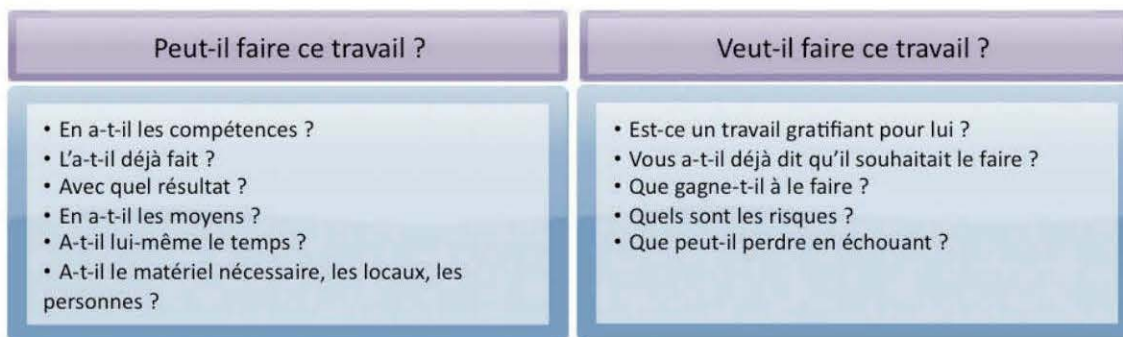 Peut-il faire ce travail ?
• En a-t-il les compétences ?
• L'a-t-il déjà fait ?
• Avec quel résultat ?
• En a-t-il les moyens ?
• A-t-il lui-même le temps ?
• A-t-il le matériel nécessaire, les locaux, les
personnes ?
Veut-il faire ce travail ?
• Est-ce un travail gratifiant pour lui ?
• Vous a-t-il déjà dit qu'il souhaitait le faire ?
• Que gagne-t-il à le faire ?
• Quels sont les risques ?
• Que peut-il perdre en échouant ?